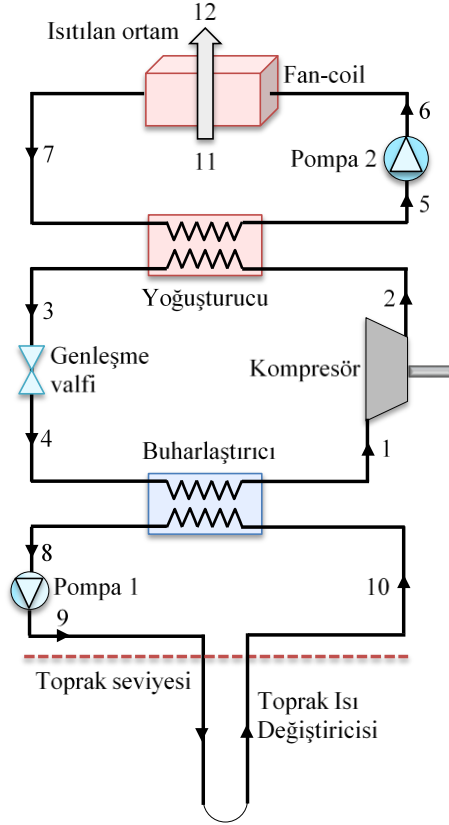 12
Isıtılan ortam
Fan-coil
6
7
11
Pompa 2
5
Yoğuşturucu
2
3
Genleşme
valfi
Kompresör
4
1
Buharlaştırıcı
8
Pompa 1
10
9
Toprak seviyesi
Toprak Isı
Değiştiricisi